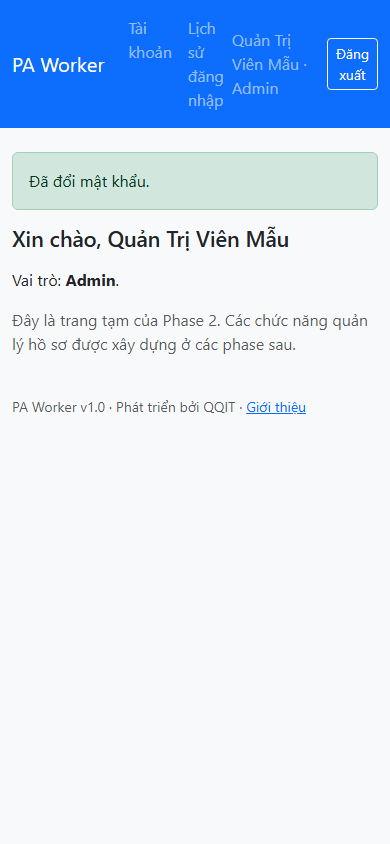 PA Worker
Tài
khoản
Lịch
sử
đăng
nhập
Quản Trị
Viên Mẫu ·
Admin
Đăng
xuất
Đã đổi mật khẩu.
Xin chào, Quản Trị Viên Mẫu
Vai trò: Admin.
Đây là trang tạm của Phase 2. Các chức năng quản
lý hồ sơ được xây dựng ở các phase sau.
PA Worker v1.0 · Phát triển bởi QQIT · Giới thiệu